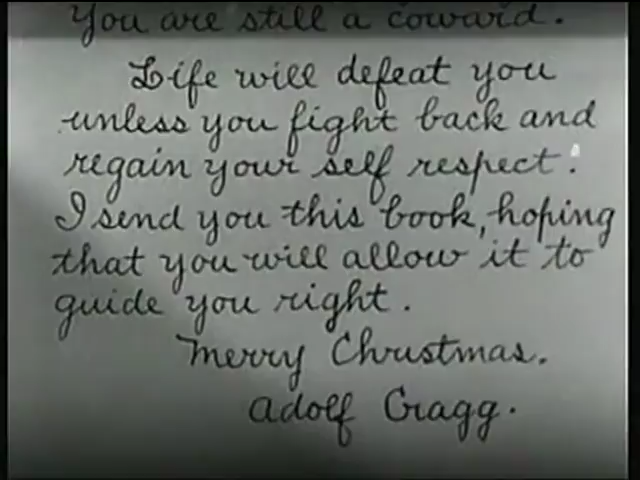 You are still a coward.
Life will defeat you
unless you fight back and
regain your self respect.
I send you this book, hoping
that you will allow it to
guide you right.
Merry Christmas.
Adolf Cragg.